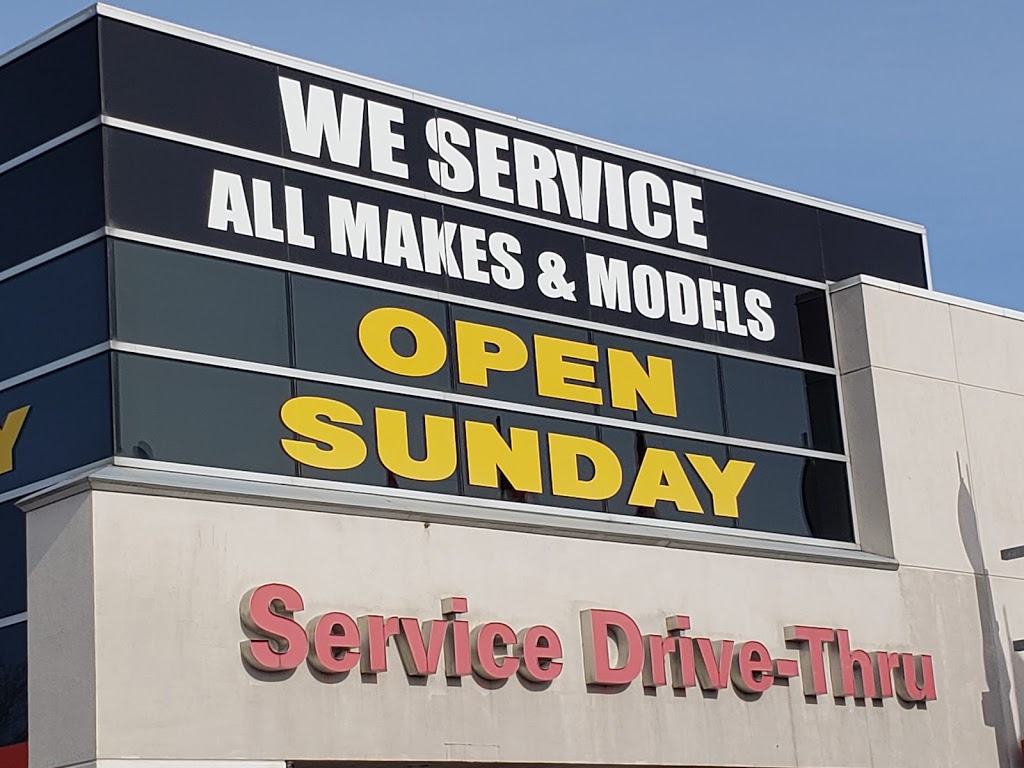 WE SERVICE
ALL MAKES & MODELS
OPEN
SUNDAY
Y
Service Drive-Thru